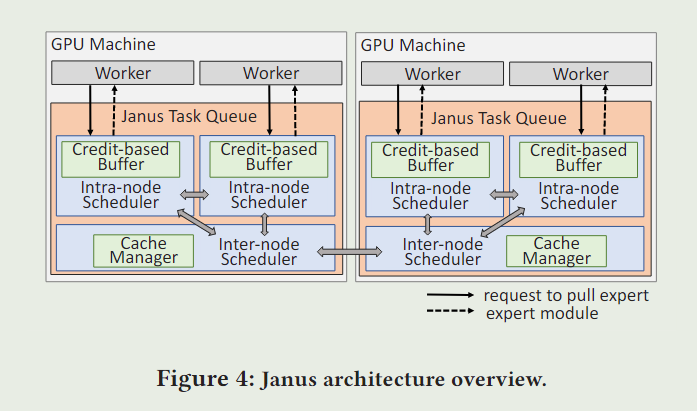 GPU Machine
Worker
Worker
Janus Task Queue
Credit-based
Buffer
Intra-node
Scheduler
Credit-based
Buffer
Intra-node
Scheduler
Cache
Manager
Inter-node
Scheduler
GPU Machine
Worker
Worker
Janus Task Queue
Credit-based
Buffer
Intra-node
Scheduler
Credit-based
Buffer
Intra-node
Scheduler
Inter-node
Scheduler
Cache
Manager
request to pull expert
expert module
Figure 4: Janus architecture overview.